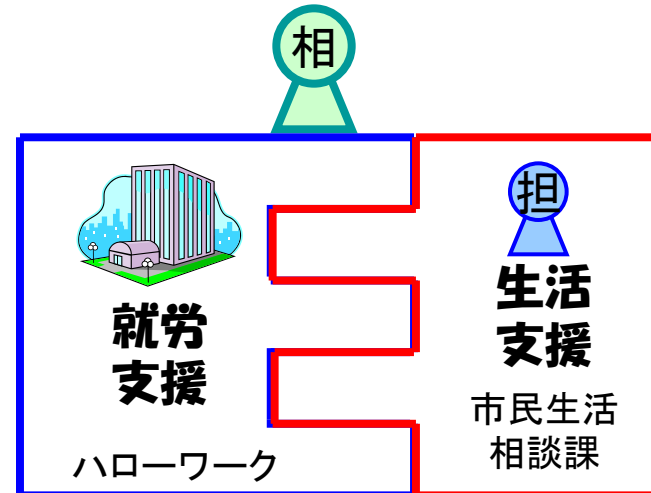 相
担
就労
支援
ハローワーク
生活
支援
市民生活
相談課